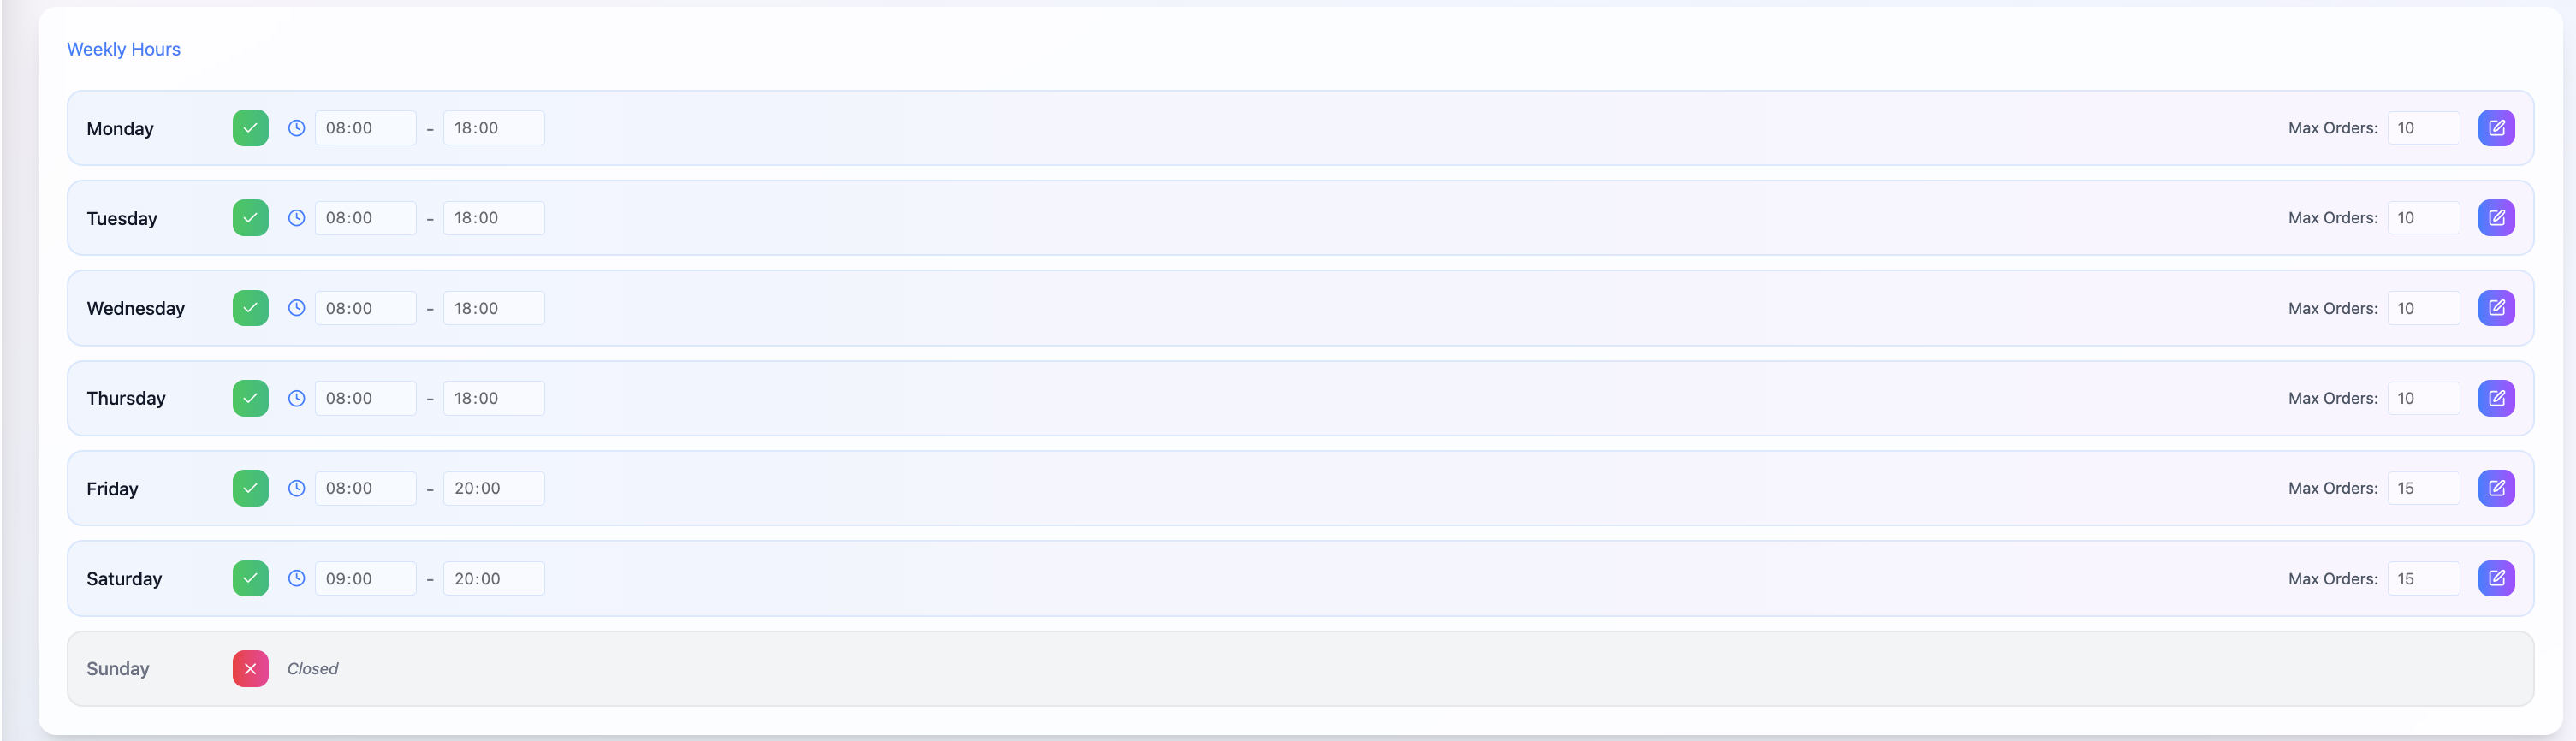 Weekly Hours
Monday 08:00 - 18:00 Max Orders: 10
Tuesday 08:00 - 18:00 Max Orders: 10
Wednesday 08:00 - 18:00 Max Orders: 10
Thursday 08:00 - 18:00 Max Orders: 10
Friday 08:00 - 20:00 Max Orders: 15
Saturday 09:00 - 20:00 Max Orders: 15
Sunday Closed